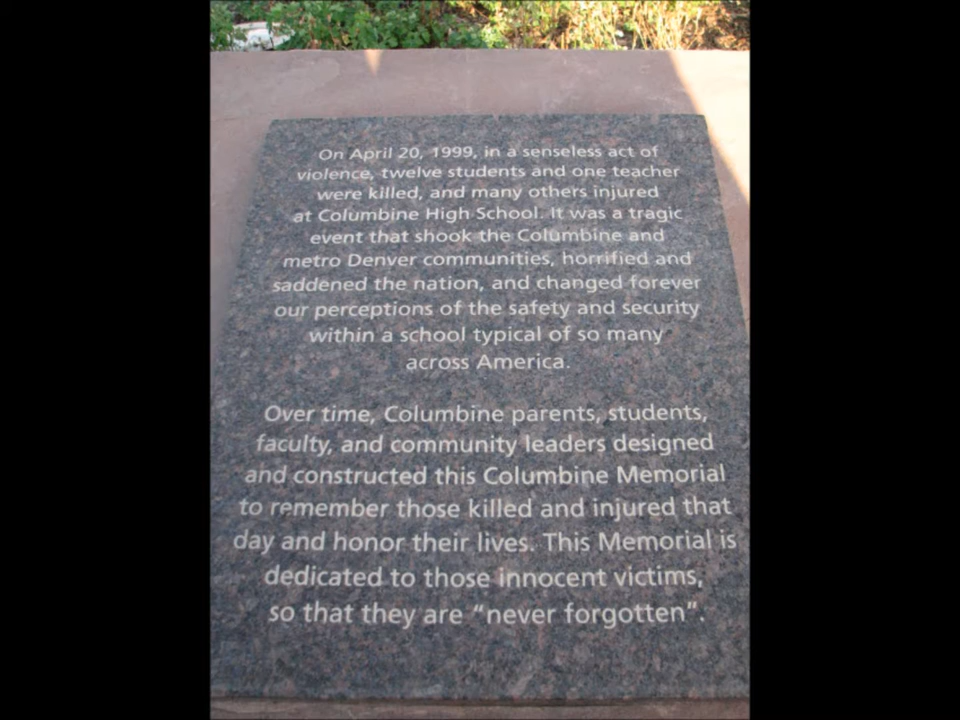 On April 20, 1999, in a senseless act of
violence, twelve students and one teacher
were killed, and many others injured
at Columbine High School. It was a tragic
event that shook the Columbine and
metro Denver communities, horrified and
saddened the nation, and changed forever
our perceptions of the safety and security
within a school typical of so many
across America.
Over time, Columbine parents, students,
faculty, and community leaders designed
and constructed this Columbine Memorial
to remember those killed and injured that
day and honor their lives. This Memorial is
dedicated to those innocent victims,
so that they are “never forgotten”.